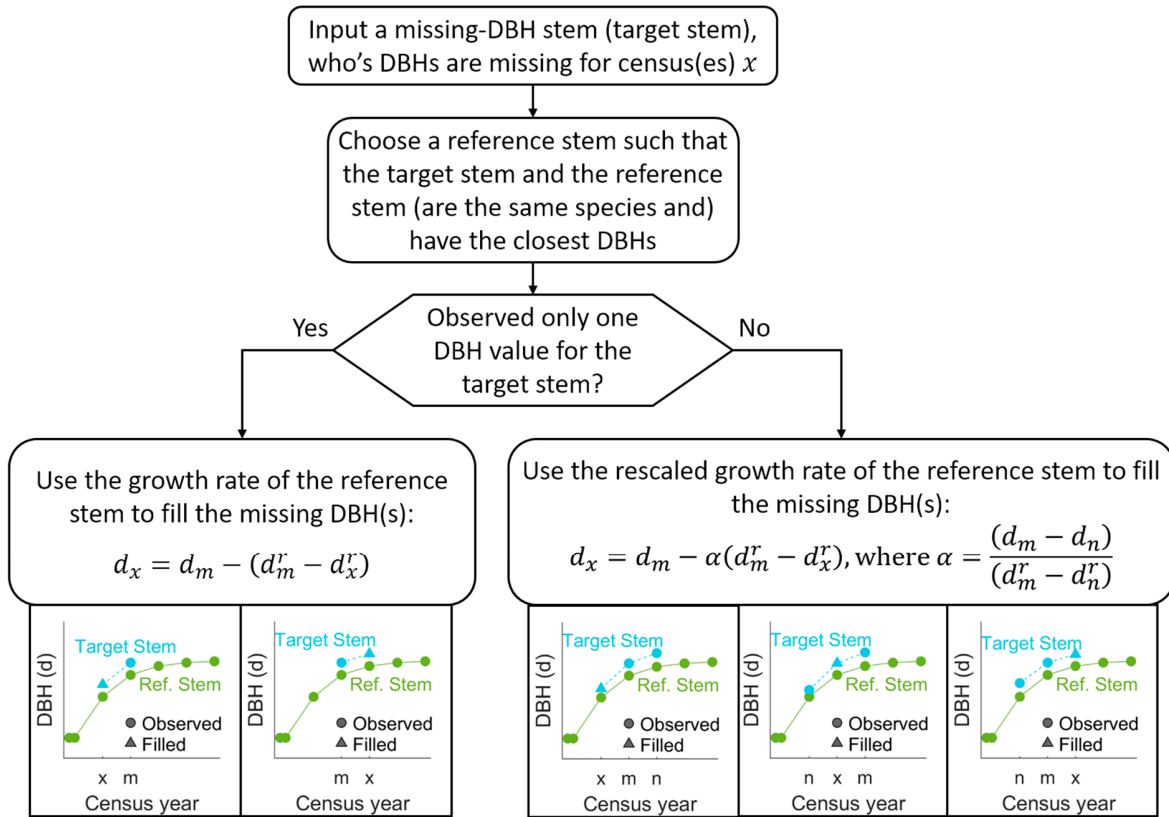 Input a missing-DBH stem (target stem),
who's DBHs are missing for census(es) x
Choose a reference stem such that
the target stem and the reference
stem (are the same species and)
have the closest DBHs
Yes
Observed only one
DBH value for the
target stem?
No
Use the growth rate of the reference
stem to fill the missing DBH(s):
d_x = d_m − (d_m^r − d_x^r)
Use the rescaled growth rate of the reference stem to fill
the missing DBH(s):
d_x = d_m − α(d_m^r − d_x^r), where α = (d_m − d_n) / (d_m^r − d_n^r)
DBH (d)
Target Stem
Ref. Stem
Observed
Filled
x m
Census year
DBH (d)
Target Stem
Ref. Stem
Observed
Filled
m x
Census year
DBH (d)
Target Stem
Ref. Stem
Observed
Filled
x m n
Census year
DBH (d)
Target Stem
Ref. Stem
Observed
Filled
n x m
Census year
DBH (d)
Target Stem
Ref. Stem
Observed
Filled
n m x
Census year